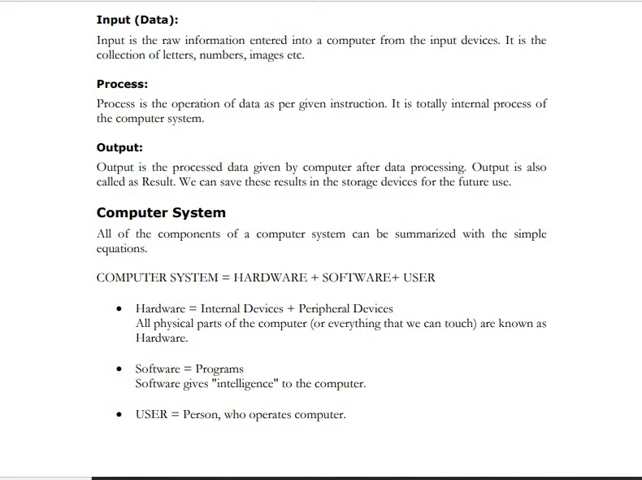 Input (Data):
Input is the raw information entered into a computer from the input devices. It is the
collection of letters, numbers, images etc.
Process:
Process is the operation of data as per given instruction. It is totally internal process of
the computer system.
Output:
Output is the processed data given by computer after data processing. Output is also
called as Result. We can save these results in the storage devices for the future use.
Computer System
All of the components of a computer system can be summarized with the simple
equations.
COMPUTER SYSTEM = HARDWARE + SOFTWARE+ USER
• Hardware = Internal Devices + Peripheral Devices
All physical parts of the computer (or everything that we can touch) are known as
Hardware.
• Software = Programs
Software gives "intelligence" to the computer.
• USER = Person, who operates computer.